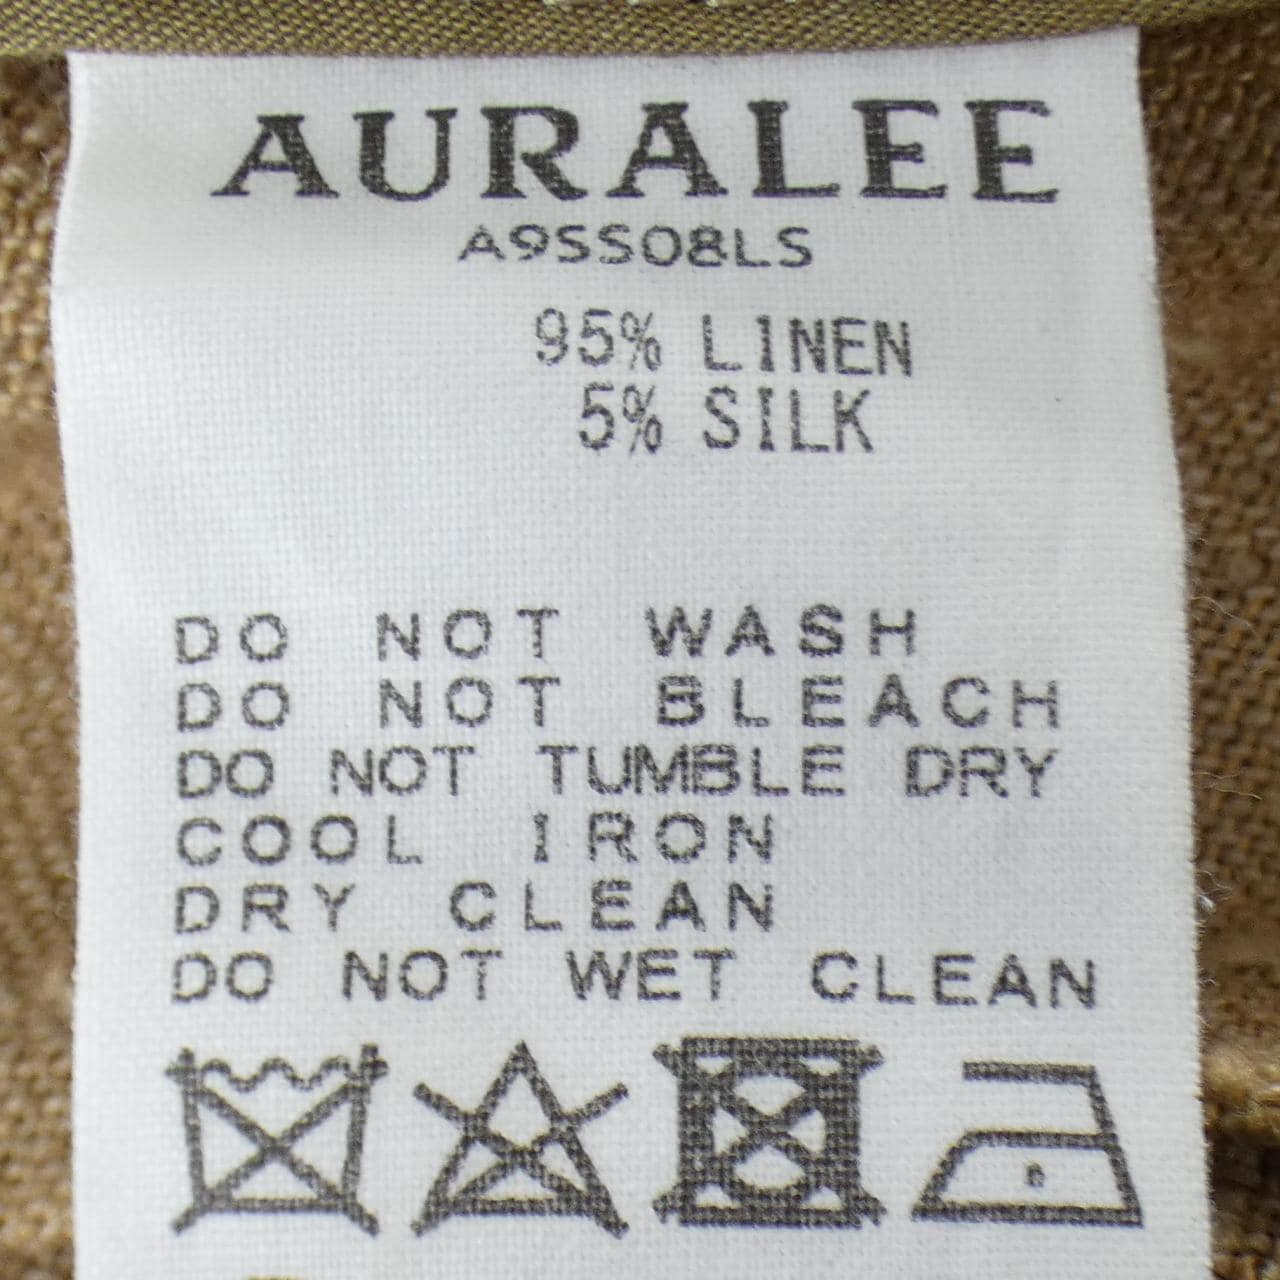 AURALEE
A9SS08LS
95% LINEN
5% SILK
DO NOT WASH
DO NOT BLEACH
DO NOT TUMBLE DRY
COOL IRON
DRY CLEAN
DO NOT WET CLEAN